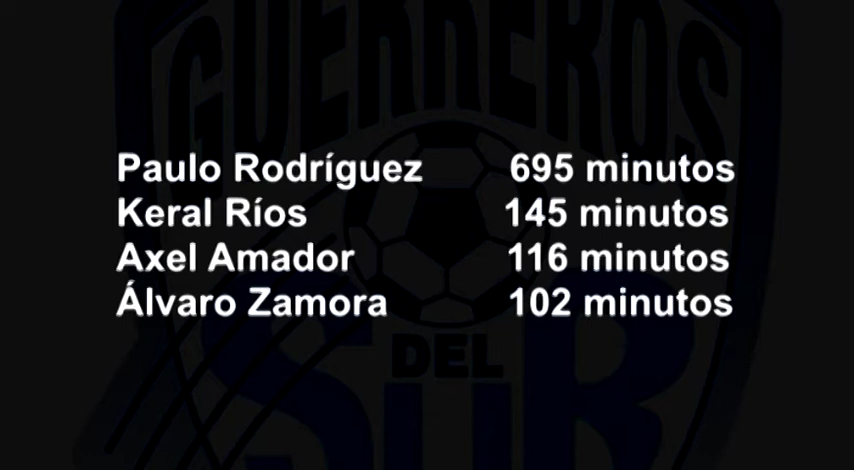 GUERREROS
Paulo Rodríguez 695 minutos
Keral Ríos 145 minutos
Axel Amador 116 minutos
Álvaro Zamora 102 minutos
DEL
SUR